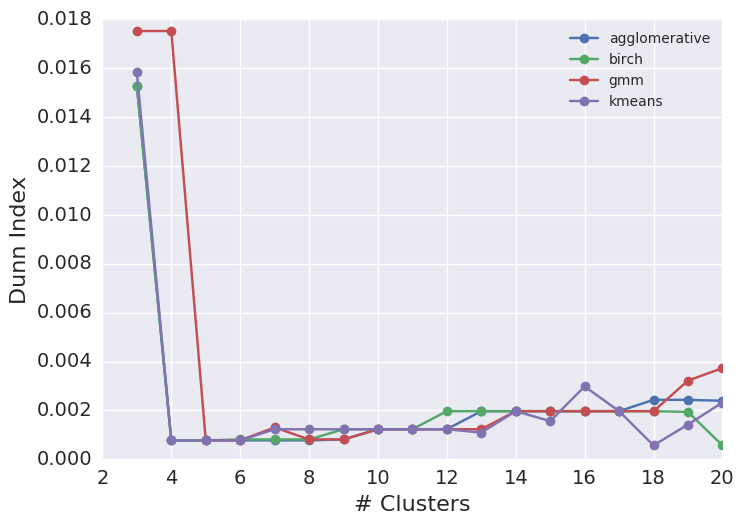 0.018
0.016
0.014
0.012
0.010
0.008
0.006
0.004
0.002
0.000
Dunn Index
2 4 6 8 10 12 14 16 18 20
# Clusters
agglomerative
birch
gmm
kmeans